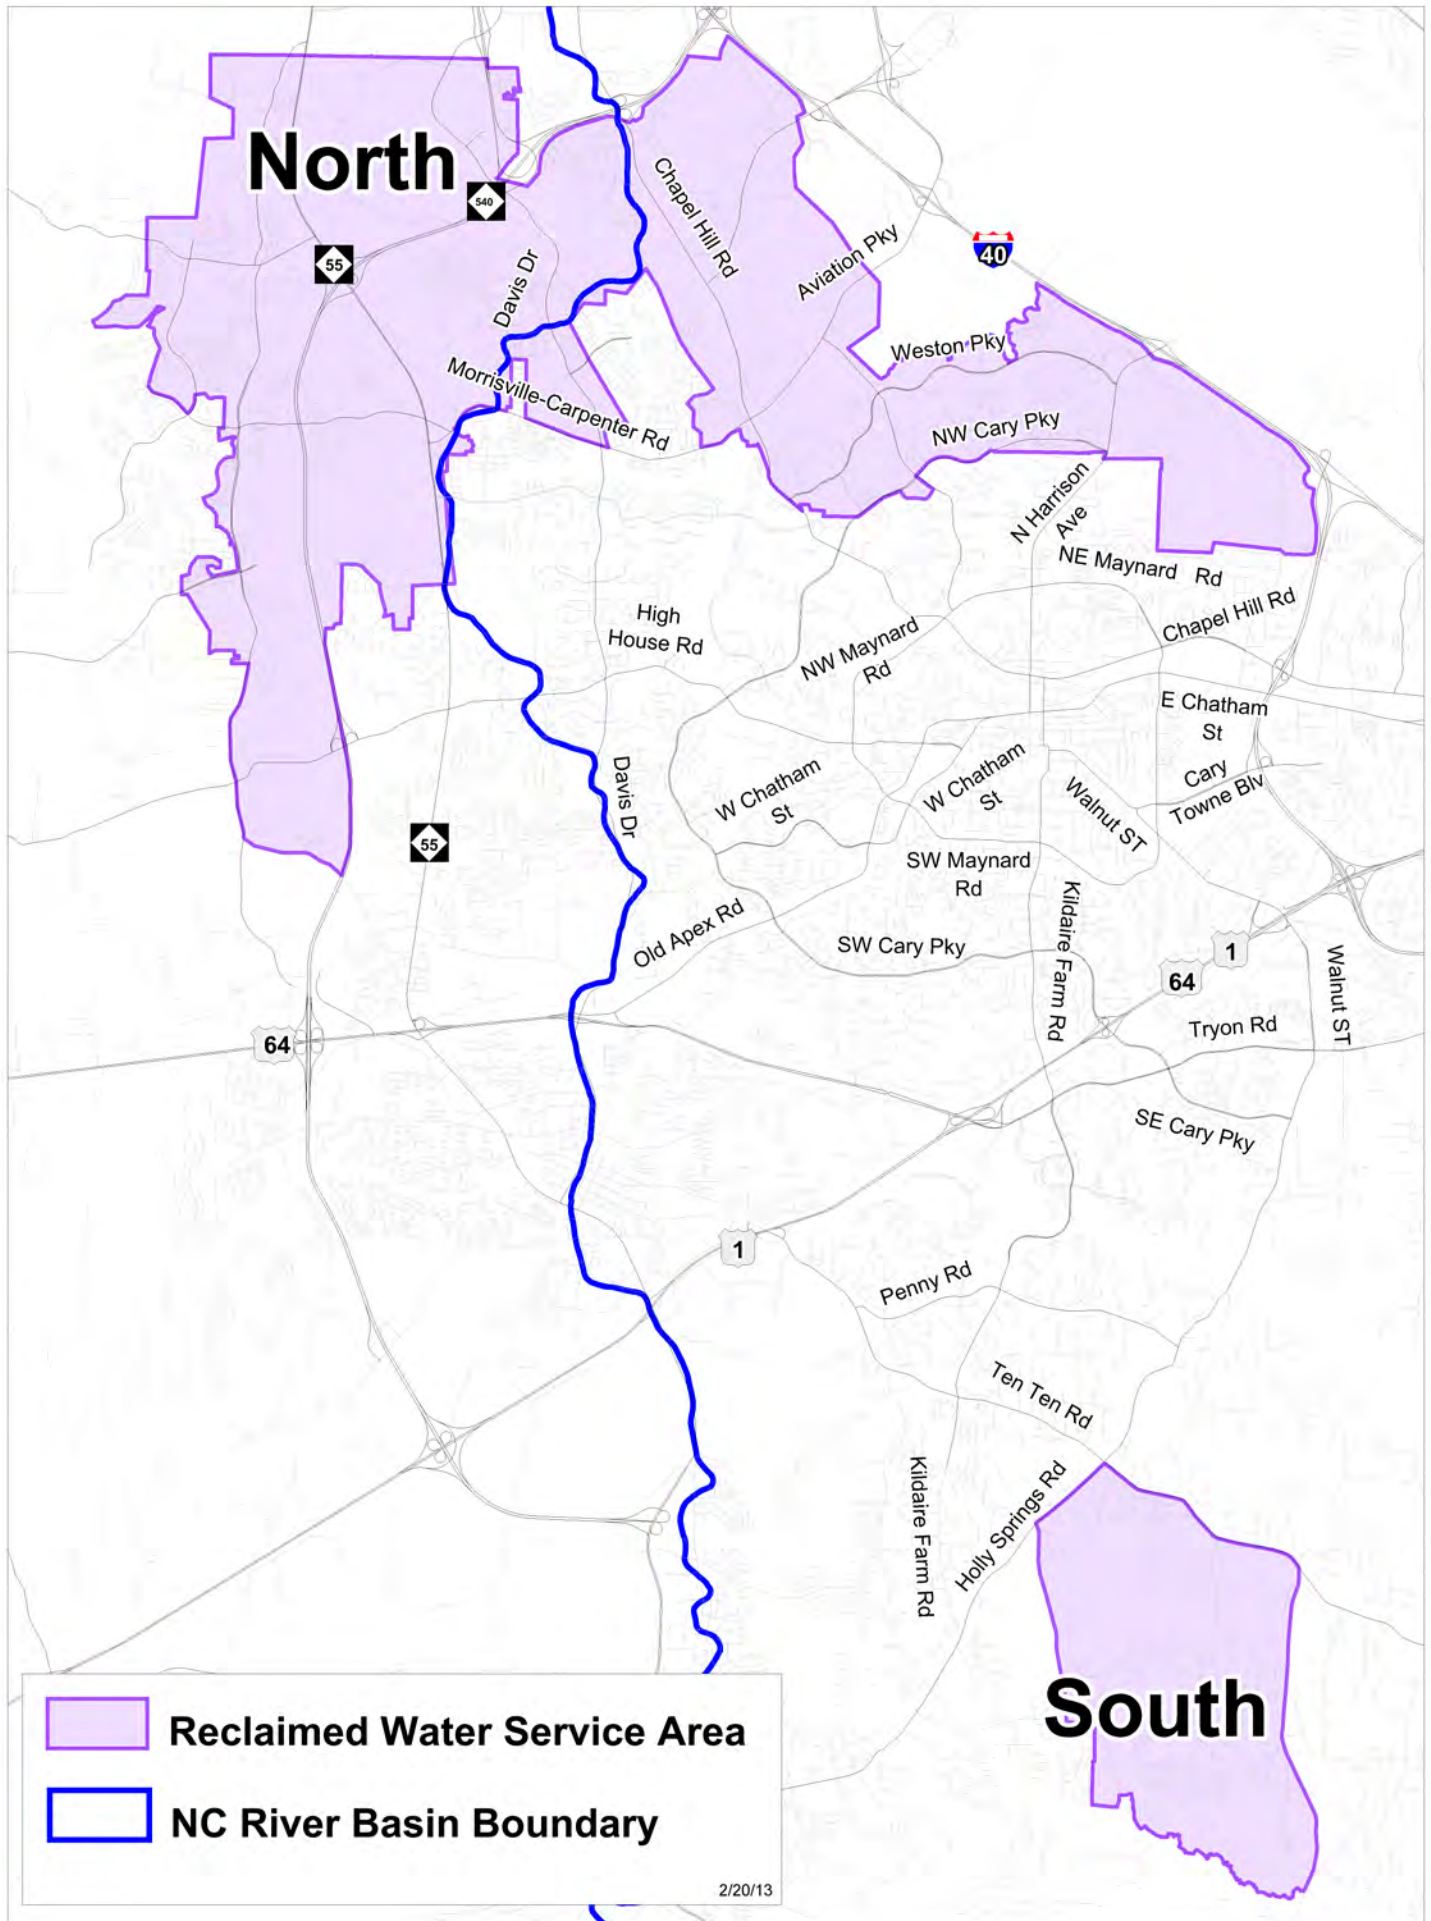 North
540
55
Chapel Hill Rd
Aviation Pky
40
Davis Dr
Weston Pky
Morrisville-Carpenter Rd
NW Cary Pky
N Harrison
Ave
NE Maynard Rd
High
House Rd
NW Maynard
Rd
Chapel Hill Rd
E Chatham
St
Davis Dr
W Chatham
St
W Chatham
St
Walnut ST
Cary
Towne Blv
55
SW Maynard
Rd
Old Apex Rd
SW Cary Pky
Kildaire Farm Rd
1
64
Walnut ST
Tryon Rd
64
SE Cary Pky
1
Penny Rd
Ten Ten Rd
Kildaire Farm Rd
Holly Springs Rd
South
Reclaimed Water Service Area
NC River Basin Boundary
2/20/13